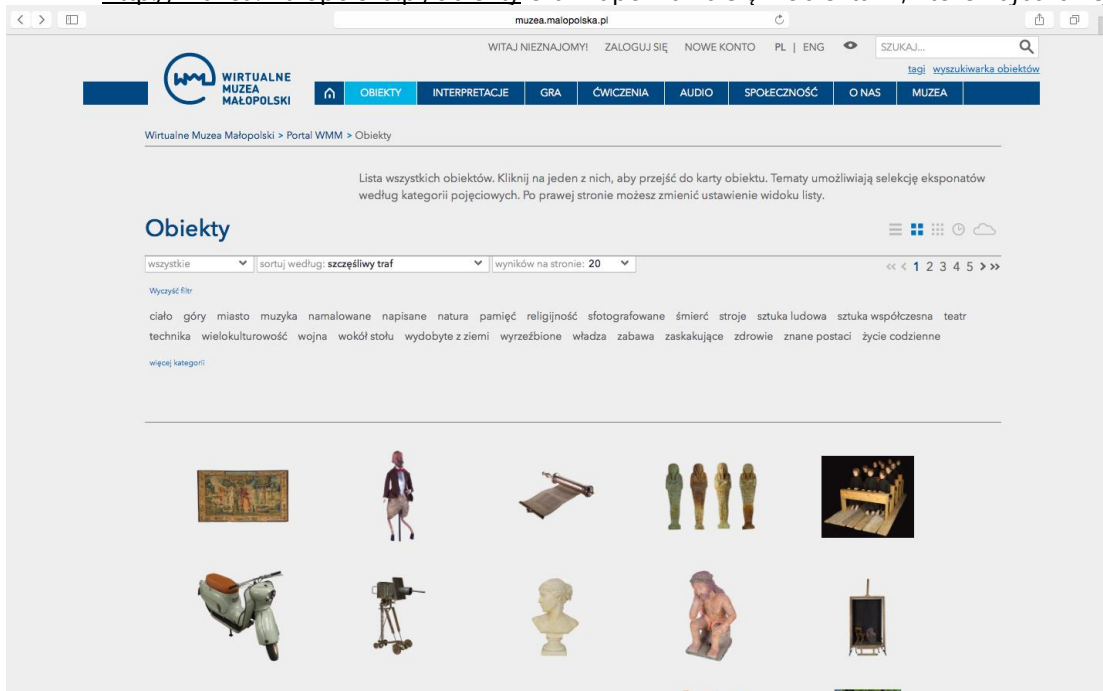 muzea.malopolska.pl
WITAJ NIEZNAJOMY! ZALOGUJ SIĘ NOWE KONTO PL | ENG SZUKAJ...
tagi wyszukiwarka obiektów
WIRTUALNE
MUZEA
MAŁOPOLSKI
OBIEKTY INTERPRETACJE GRA ĆWICZENIA AUDIO SPOŁECZNOŚĆ O NAS MUZEA
Wirtualne Muzea Małopolski > Portal WMM > Obiekty
Lista wszystkich obiektów. Kliknij na jeden z nich, aby przejść do karty obiektu. Tematy umożliwiają selekcję eksponatów
według kategorii pojęciowych. Po prawej stronie możesz zmienić ustawienie widoku listy.
Obiekty
wszystkie sortuj według: szczęśliwy traf wyników na stronie: 20 << < 1 2 3 4 5 > >>
Wyczyść filtr
ciało góry miasto muzyka namalowane napisane natura pamięć religijność sfotografowane śmierć stroje sztuka ludowa sztuka współczesna teatr
technika wielokulturowość wojna wokół stołu wydobyte z ziemi wyrzeźbione władza zabawa zaskakujące zdrowie znane postaci życie codzienne
więcej kategorii